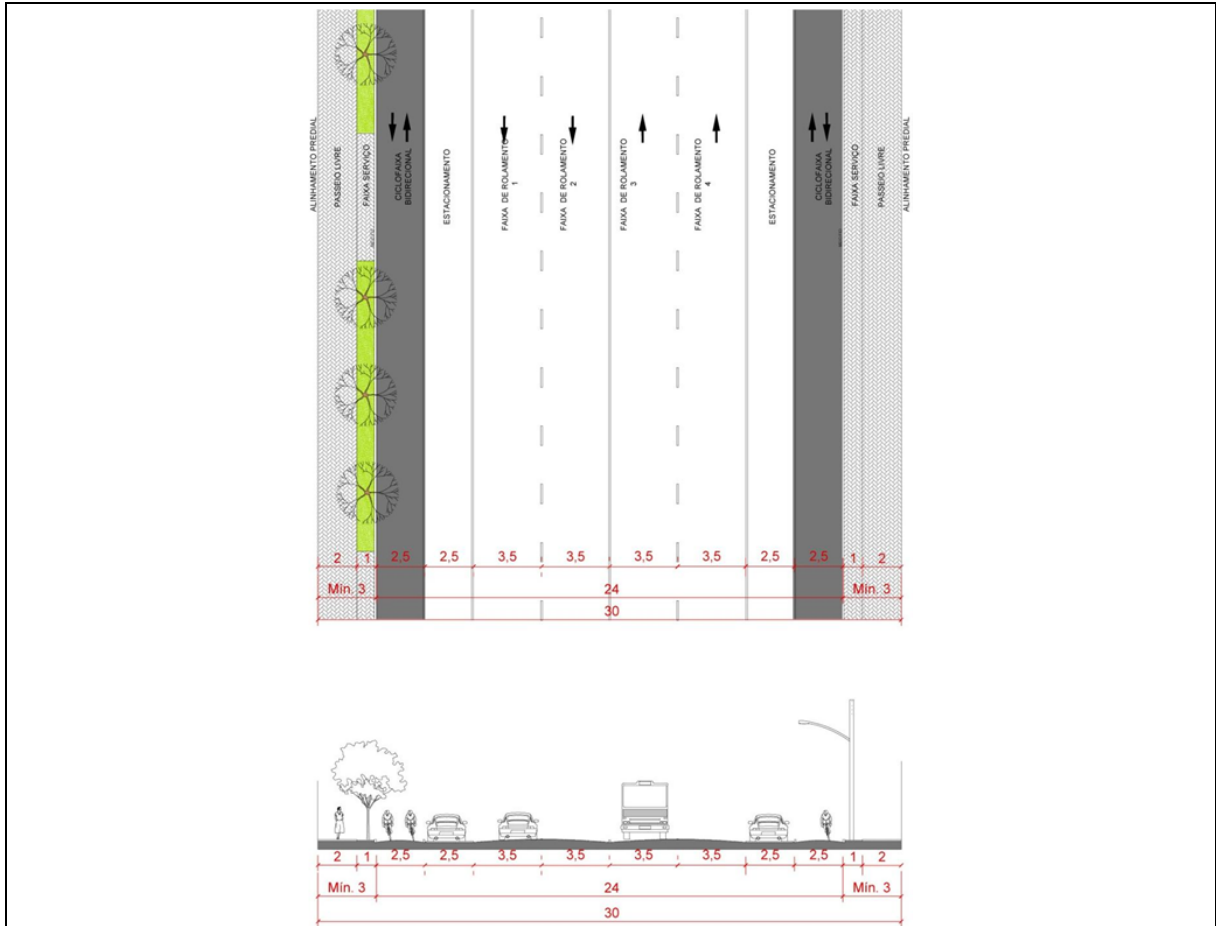 ALINHAMENTO PREDIAL
PASSEIO LIVRE
FAIXA SERVIÇO
CICLOFAIXA
BIDIRECIONAL
ESTACIONAMENTO
FAIXA DE ROLAMENTO
1
FAIXA DE ROLAMENTO
2
FAIXA DE ROLAMENTO
3
FAIXA DE ROLAMENTO
4
ESTACIONAMENTO
CICLOFAIXA
BIDIRECIONAL
FAIXA SERVIÇO
PASSEIO LIVRE
ALINHAMENTO PREDIAL
2 1 2,5 2,5 3,5 3,5 3,5 3,5 2,5 2,5 1 2
Mín. 3 24 Mín. 3
30
2 1 2,5 2,5 3,5 3,5 3,5 3,5 2,5 2,5 1 2
Mín. 3 24 Mín. 3
30